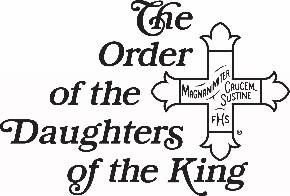 The
Order
of the
Daughters
of the King
MAGNANIMITER CRUCEM
SUSTINE
FHS
®